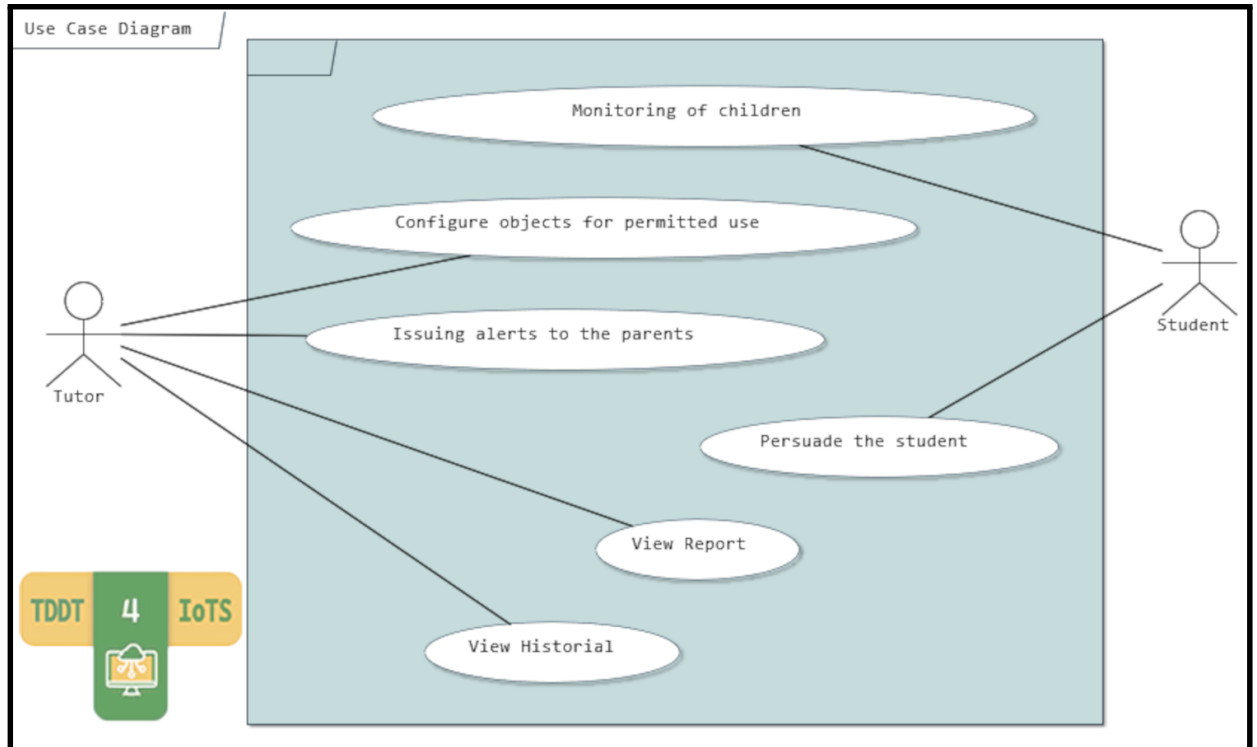 Use Case Diagram
Monitoring of children
Configure objects for permitted use
Issuing alerts to the parents
Student
Tutor
Persuade the student
View Report
TDDT 4 IoTS
View Historial